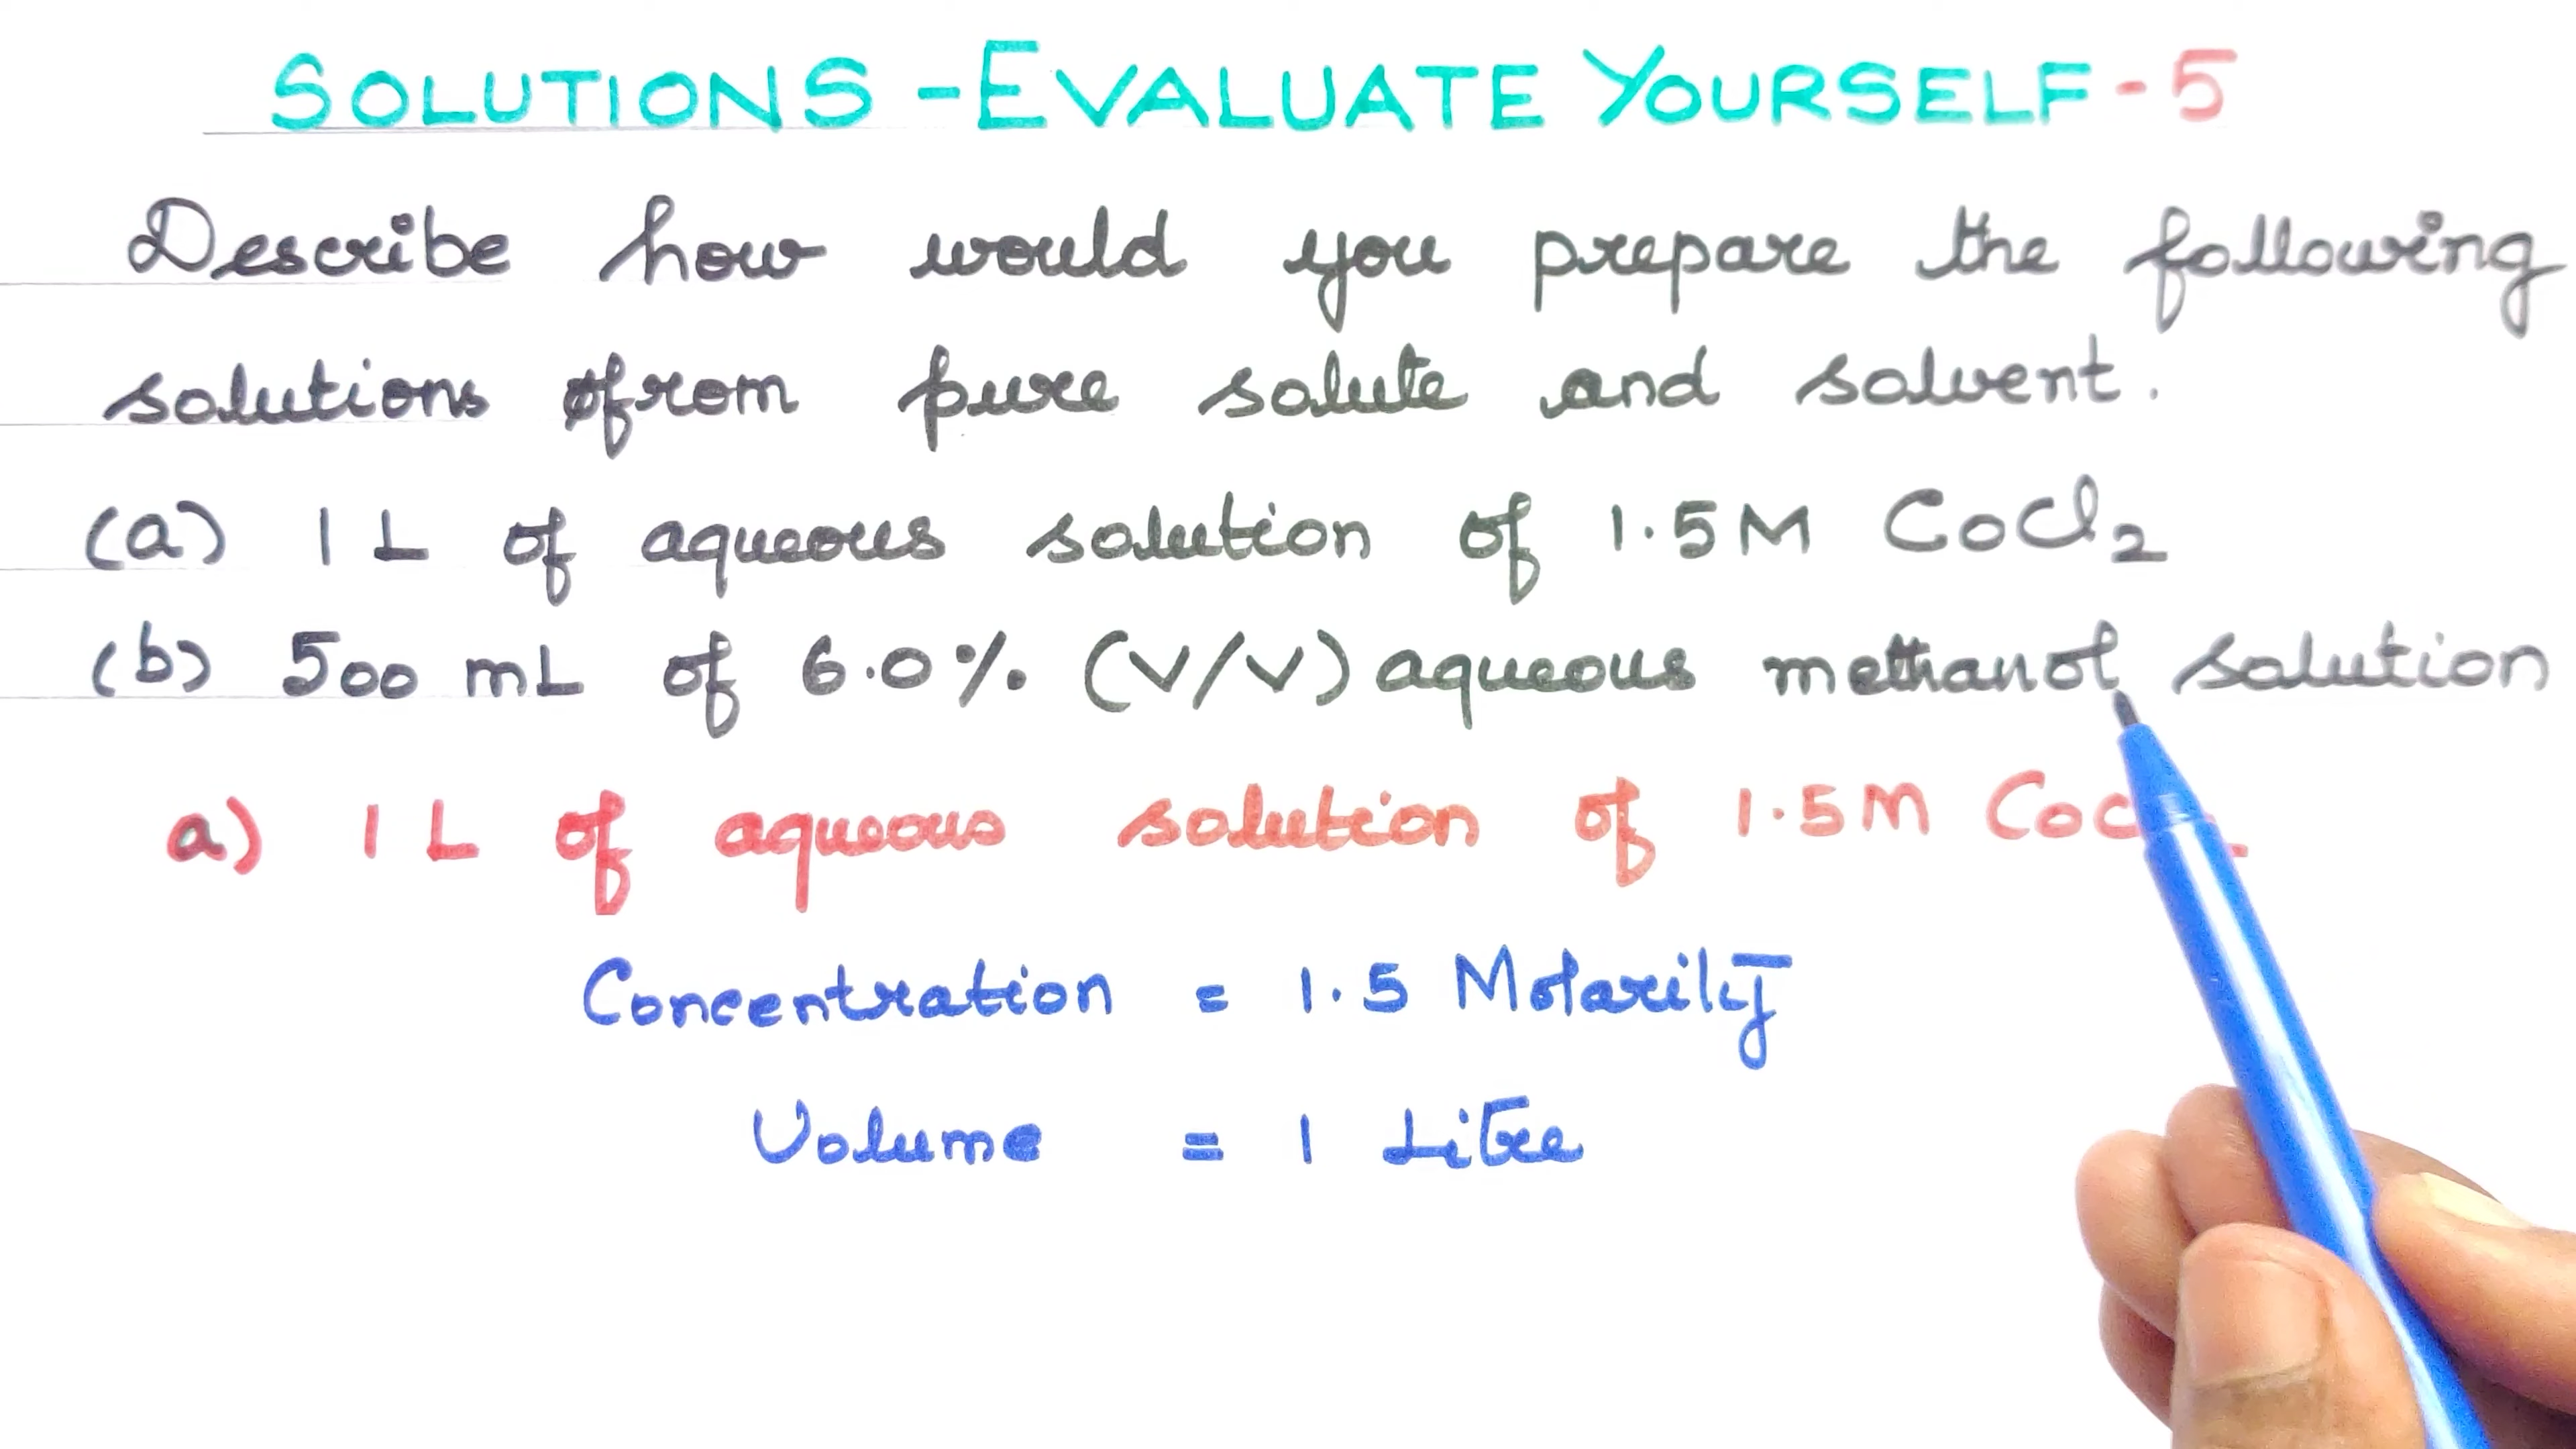 SOLUTIONS - EVALUATE YOURSELF - 5
Describe how would you prepare the following
solutions from pure solute and solvent.
(a) 1 L of aqueous solution of 1.5 M CoCl₂
(b) 500 mL of 6.0% (V/V) aqueous methanol solution
a) 1 L of aqueous solution of 1.5 M CoC
Concentration = 1.5 Molarity
Volume = 1 Litre